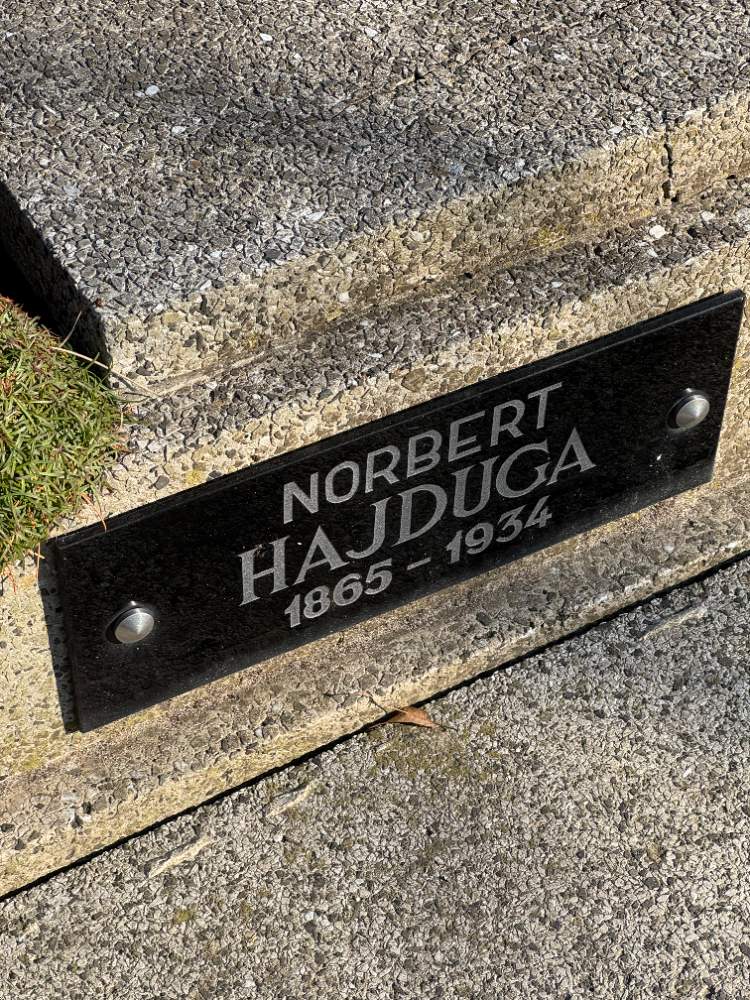 NORBERT
HAJDUGA
1865 - 1934